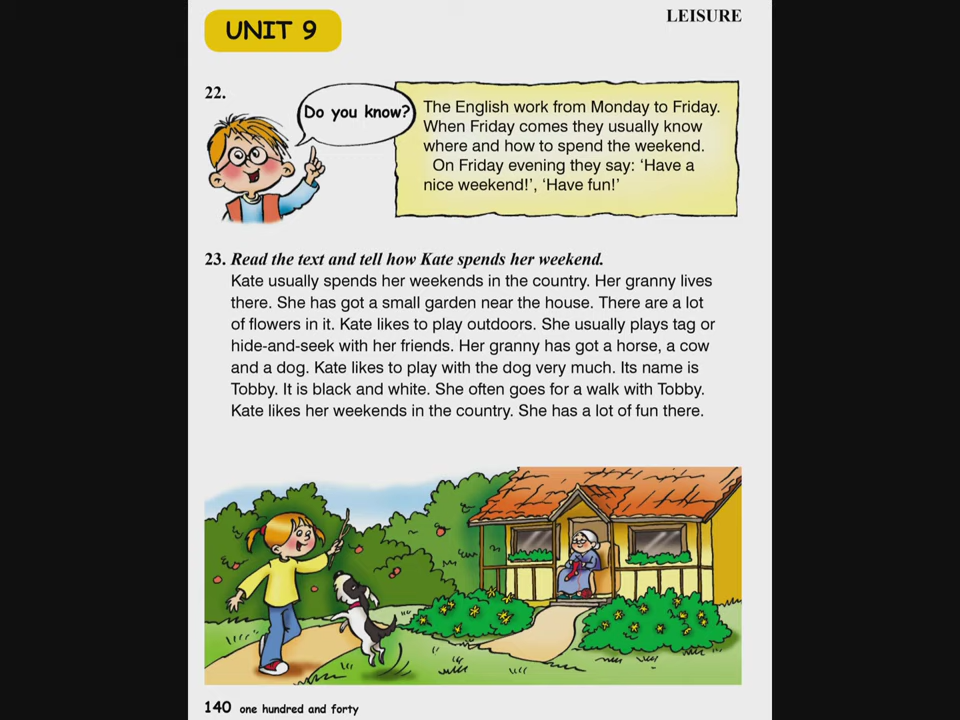 UNIT 9
LEISURE
22.
Do you know?
The English work from Monday to Friday.
When Friday comes they usually know
where and how to spend the weekend.
On Friday evening they say: ‘Have a
nice weekend!’, ‘Have fun!’
23. Read the text and tell how Kate spends her weekend.
Kate usually spends her weekends in the country. Her granny lives
there. She has got a small garden near the house. There are a lot
of flowers in it. Kate likes to play outdoors. She usually plays tag or
hide-and-seek with her friends. Her granny has got a horse, a cow
and a dog. Kate likes to play with the dog very much. Its name is
Tobby. It is black and white. She often goes for a walk with Tobby.
Kate likes her weekends in the country. She has a lot of fun there.
140 one hundred and forty